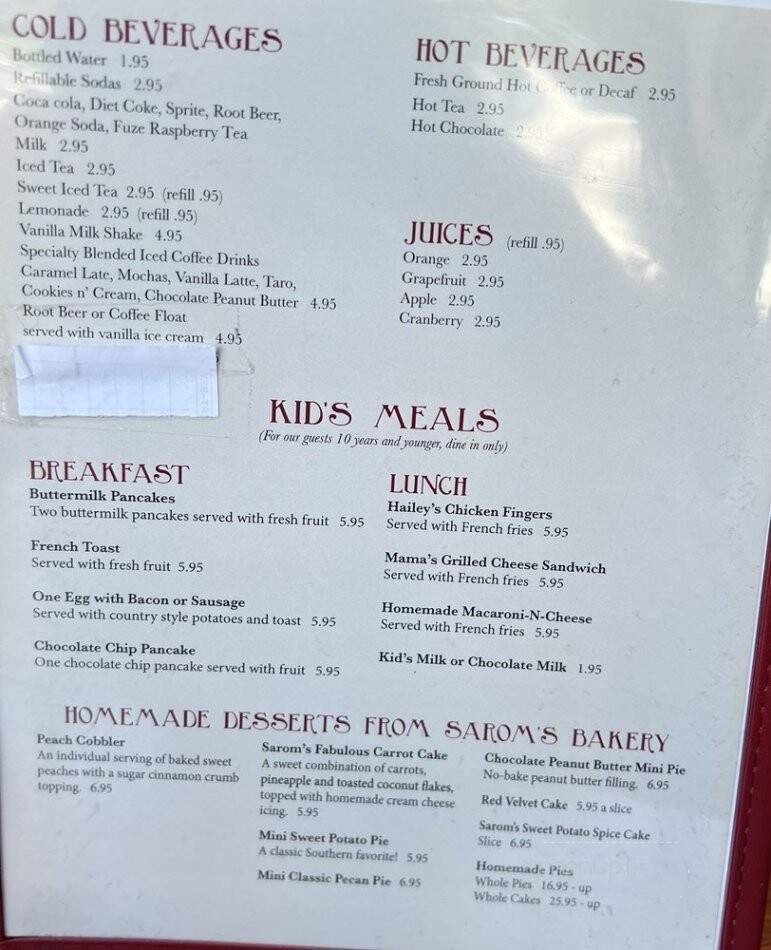 COLD BEVERAGES
Bottled Water 1.95
Refillable Sodas 2.95
Coca cola, Diet Coke, Sprite, Root Beer,
Orange Soda, Fuze Raspberry Tea
Milk 2.95
Iced Tea 2.95
Sweet Iced Tea 2.95 (refill .95)
Lemonade 2.95 (refill .95)
Vanilla Milk Shake 4.95
Specialty Blended Iced Coffee Drinks
Caramel Late, Mochas, Vanilla Latte, Taro,
Cookies n' Cream, Chocolate Peanut Butter 4.95
Root Beer or Coffee Float
served with vanilla ice cream 4.95
HOT BEVERAGES
Fresh Ground Hot Coffee or Decaf 2.95
Hot Tea 2.95
Hot Chocolate 2.95
JUICES (refill .95)
Orange 2.95
Grapefruit 2.95
Apple 2.95
Cranberry 2.95
KID'S MEALS
(For our guests 10 years and younger, dine in only)
BREAKFAST
Buttermilk Pancakes
Two buttermilk pancakes served with fresh fruit 5.95
French Toast
Served with fresh fruit 5.95
One Egg with Bacon or Sausage
Served with country style potatoes and toast 5.95
Chocolate Chip Pancake
One chocolate chip pancake served with fruit 5.95
LUNCH
Hailey's Chicken Fingers
Served with French fries 5.95
Mama's Grilled Cheese Sandwich
Served with French fries 5.95
Homemade Macaroni-N-Cheese
Served with French fries 5.95
Kid's Milk or Chocolate Milk 1.95
HOMEMADE DESSERTS FROM SAROM'S BAKERY
Peach Cobbler
An individual serving of baked sweet
peaches with a sugar cinnamon crumb
topping. 6.95
Sarom's Fabulous Carrot Cake
A sweet combination of carrots,
pineapple and toasted coconut flakes,
topped with homemade cream cheese
icing. 5.95
Mini Sweet Potato Pie
A classic Southern favorite! 5.95
Mini Classic Pecan Pie 6.95
Chocolate Peanut Butter Mini Pie
No-bake peanut butter filling. 6.95
Red Velvet Cake 5.95 a slice
Sarom's Sweet Potato Spice Cake
Slice 6.95
Homemade Pies
Whole Pies 16.95 - up
Whole Cakes 25.95 - up